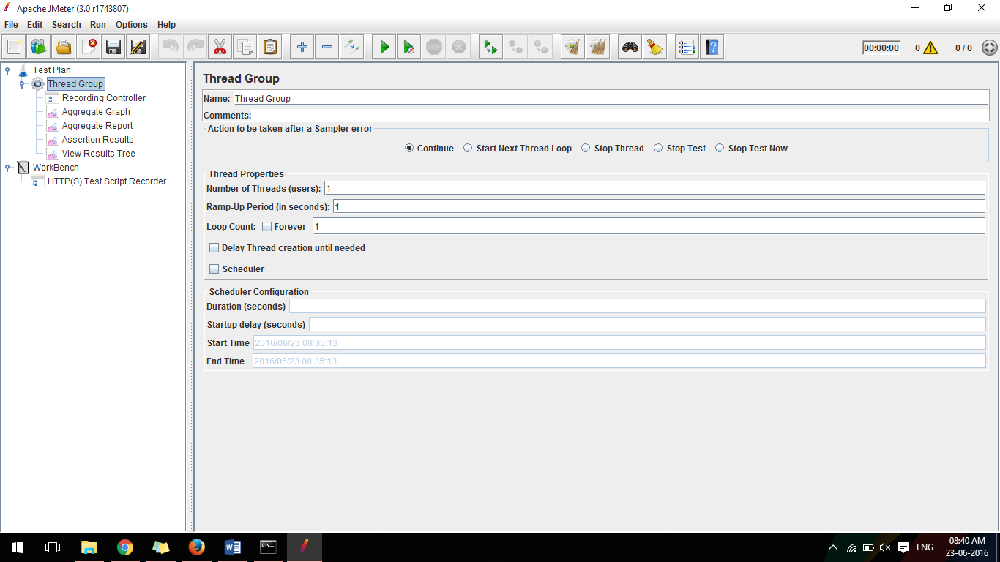 Apache JMeter (3.0 r1743807)
File Edit Search Run Options Help
00:00:00 0 0 / 0
Test Plan
Thread Group
Recording Controller
Aggregate Graph
Aggregate Report
Assertion Results
View Results Tree
WorkBench
HTTP(S) Test Script Recorder
Thread Group
Name: Thread Group
Comments:
Action to be taken after a Sampler error
Continue Start Next Thread Loop Stop Thread Stop Test Stop Test Now
Thread Properties
Number of Threads (users): 1
Ramp-Up Period (in seconds): 1
Loop Count: Forever 1
Delay Thread creation until needed
Scheduler
Scheduler Configuration
Duration (seconds)
Startup delay (seconds)
Start Time 2016/06/23 08:35:13
End Time 2016/06/23 08:35:13
ENG 08:40 AM
23-06-2016